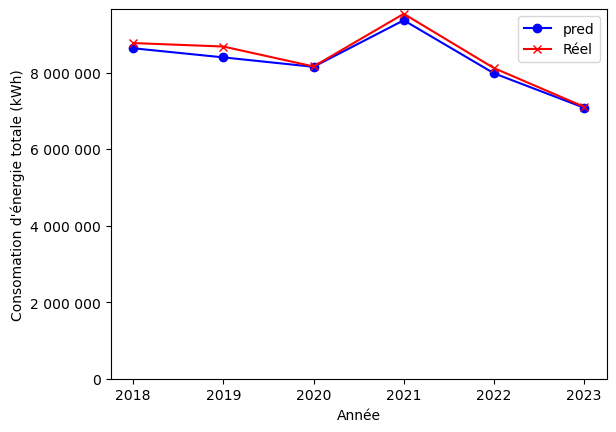 pred
Réel
8 000 000
6 000 000
4 000 000
2 000 000
0
Consomation d'énergie totale (kWh)
2018 2019 2020 2021 2022 2023
Année